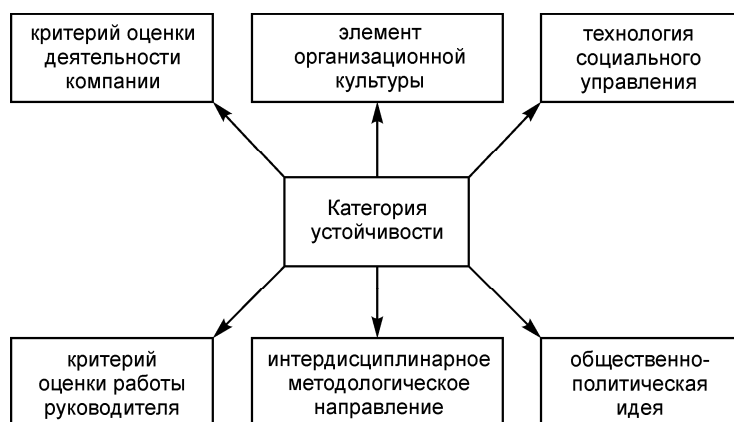 критерий оценки
деятельности
компании
элемент
организационной
культуры
технология
социального
управления
Категория
устойчивости
критерий
оценки работы
руководителя
интердисциплинарное
методологическое
направление
общественно-
политическая
идея